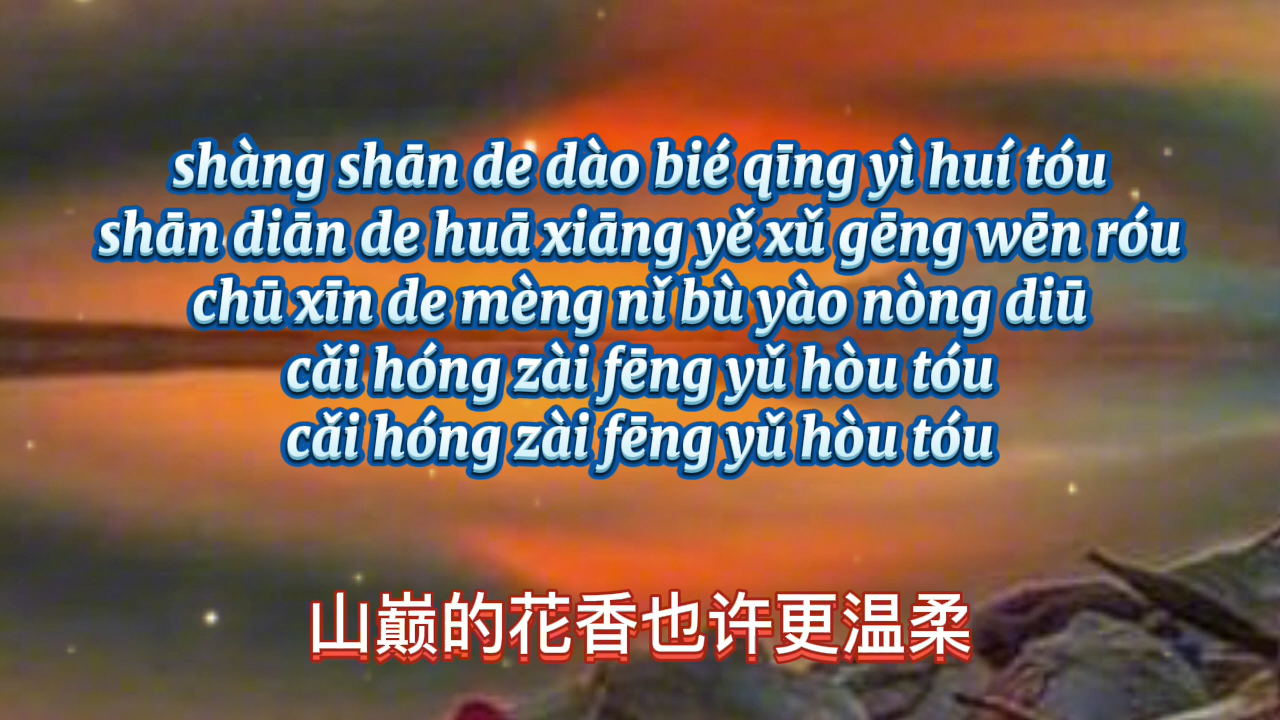 shàng shān de dào bié qīng yì huí tóu
shān diān de huā xiāng yě xǔ gēng wēn róu
chū xīn de mèng nǐ bù yào nòng diū
cǎi hóng zài fēng yǔ hòu tóu
cǎi hóng zài fēng yǔ hòu tóu
山巅的花香也许更温柔